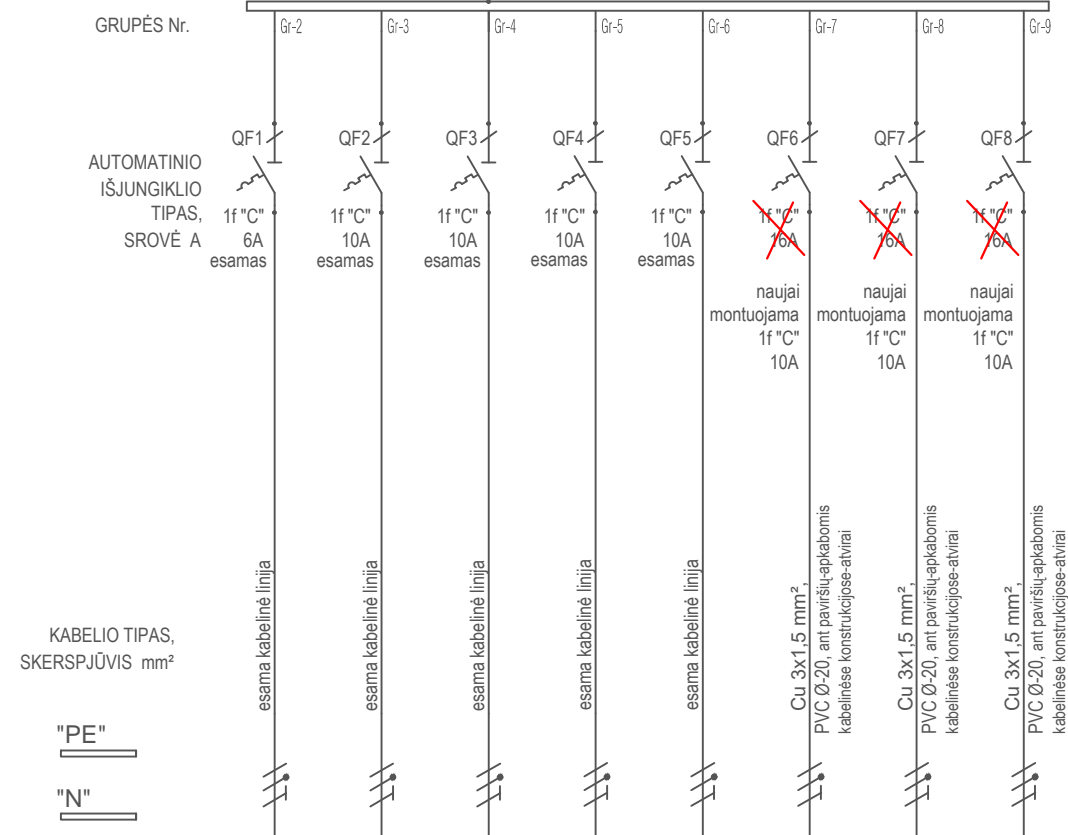 GRUPĖS Nr.
Gr-2 Gr-3 Gr-4 Gr-5 Gr-6 Gr-7 Gr-8 Gr-9
QF1 QF2 QF3 QF4 QF5 QF6 QF7 QF8
AUTOMATINIO
IŠJUNGIKLIO
TIPAS,
SROVĖ A
1f "C"
6A
esamas
1f "C"
10A
esamas
1f "C"
10A
esamas
1f "C"
10A
esamas
1f "C"
10A
esamas
1f "C"
16A
naujai
montuojama
1f "C"
10A
1f "C"
16A
naujai
montuojama
1f "C"
10A
1f "C"
16A
naujai
montuojama
1f "C"
10A
KABELIO TIPAS,
SKERSPJŪVIS mm²
esama kabelinė linija
esama kabelinė linija
esama kabelinė linija
esama kabelinė linija
esama kabelinė linija
Cu 3x1,5 mm²,
PVC Ø-20, ant paviršių-apkabomis
kabelinėse konstrukcijose-atvirai
Cu 3x1,5 mm²,
PVC Ø-20, ant paviršių-apkabomis
kabelinėse konstrukcijose-atvirai
Cu 3x1,5 mm²,
PVC Ø-20, ant paviršių-apkabomis
kabelinėse konstrukcijose-atvirai
"PE"
"N"